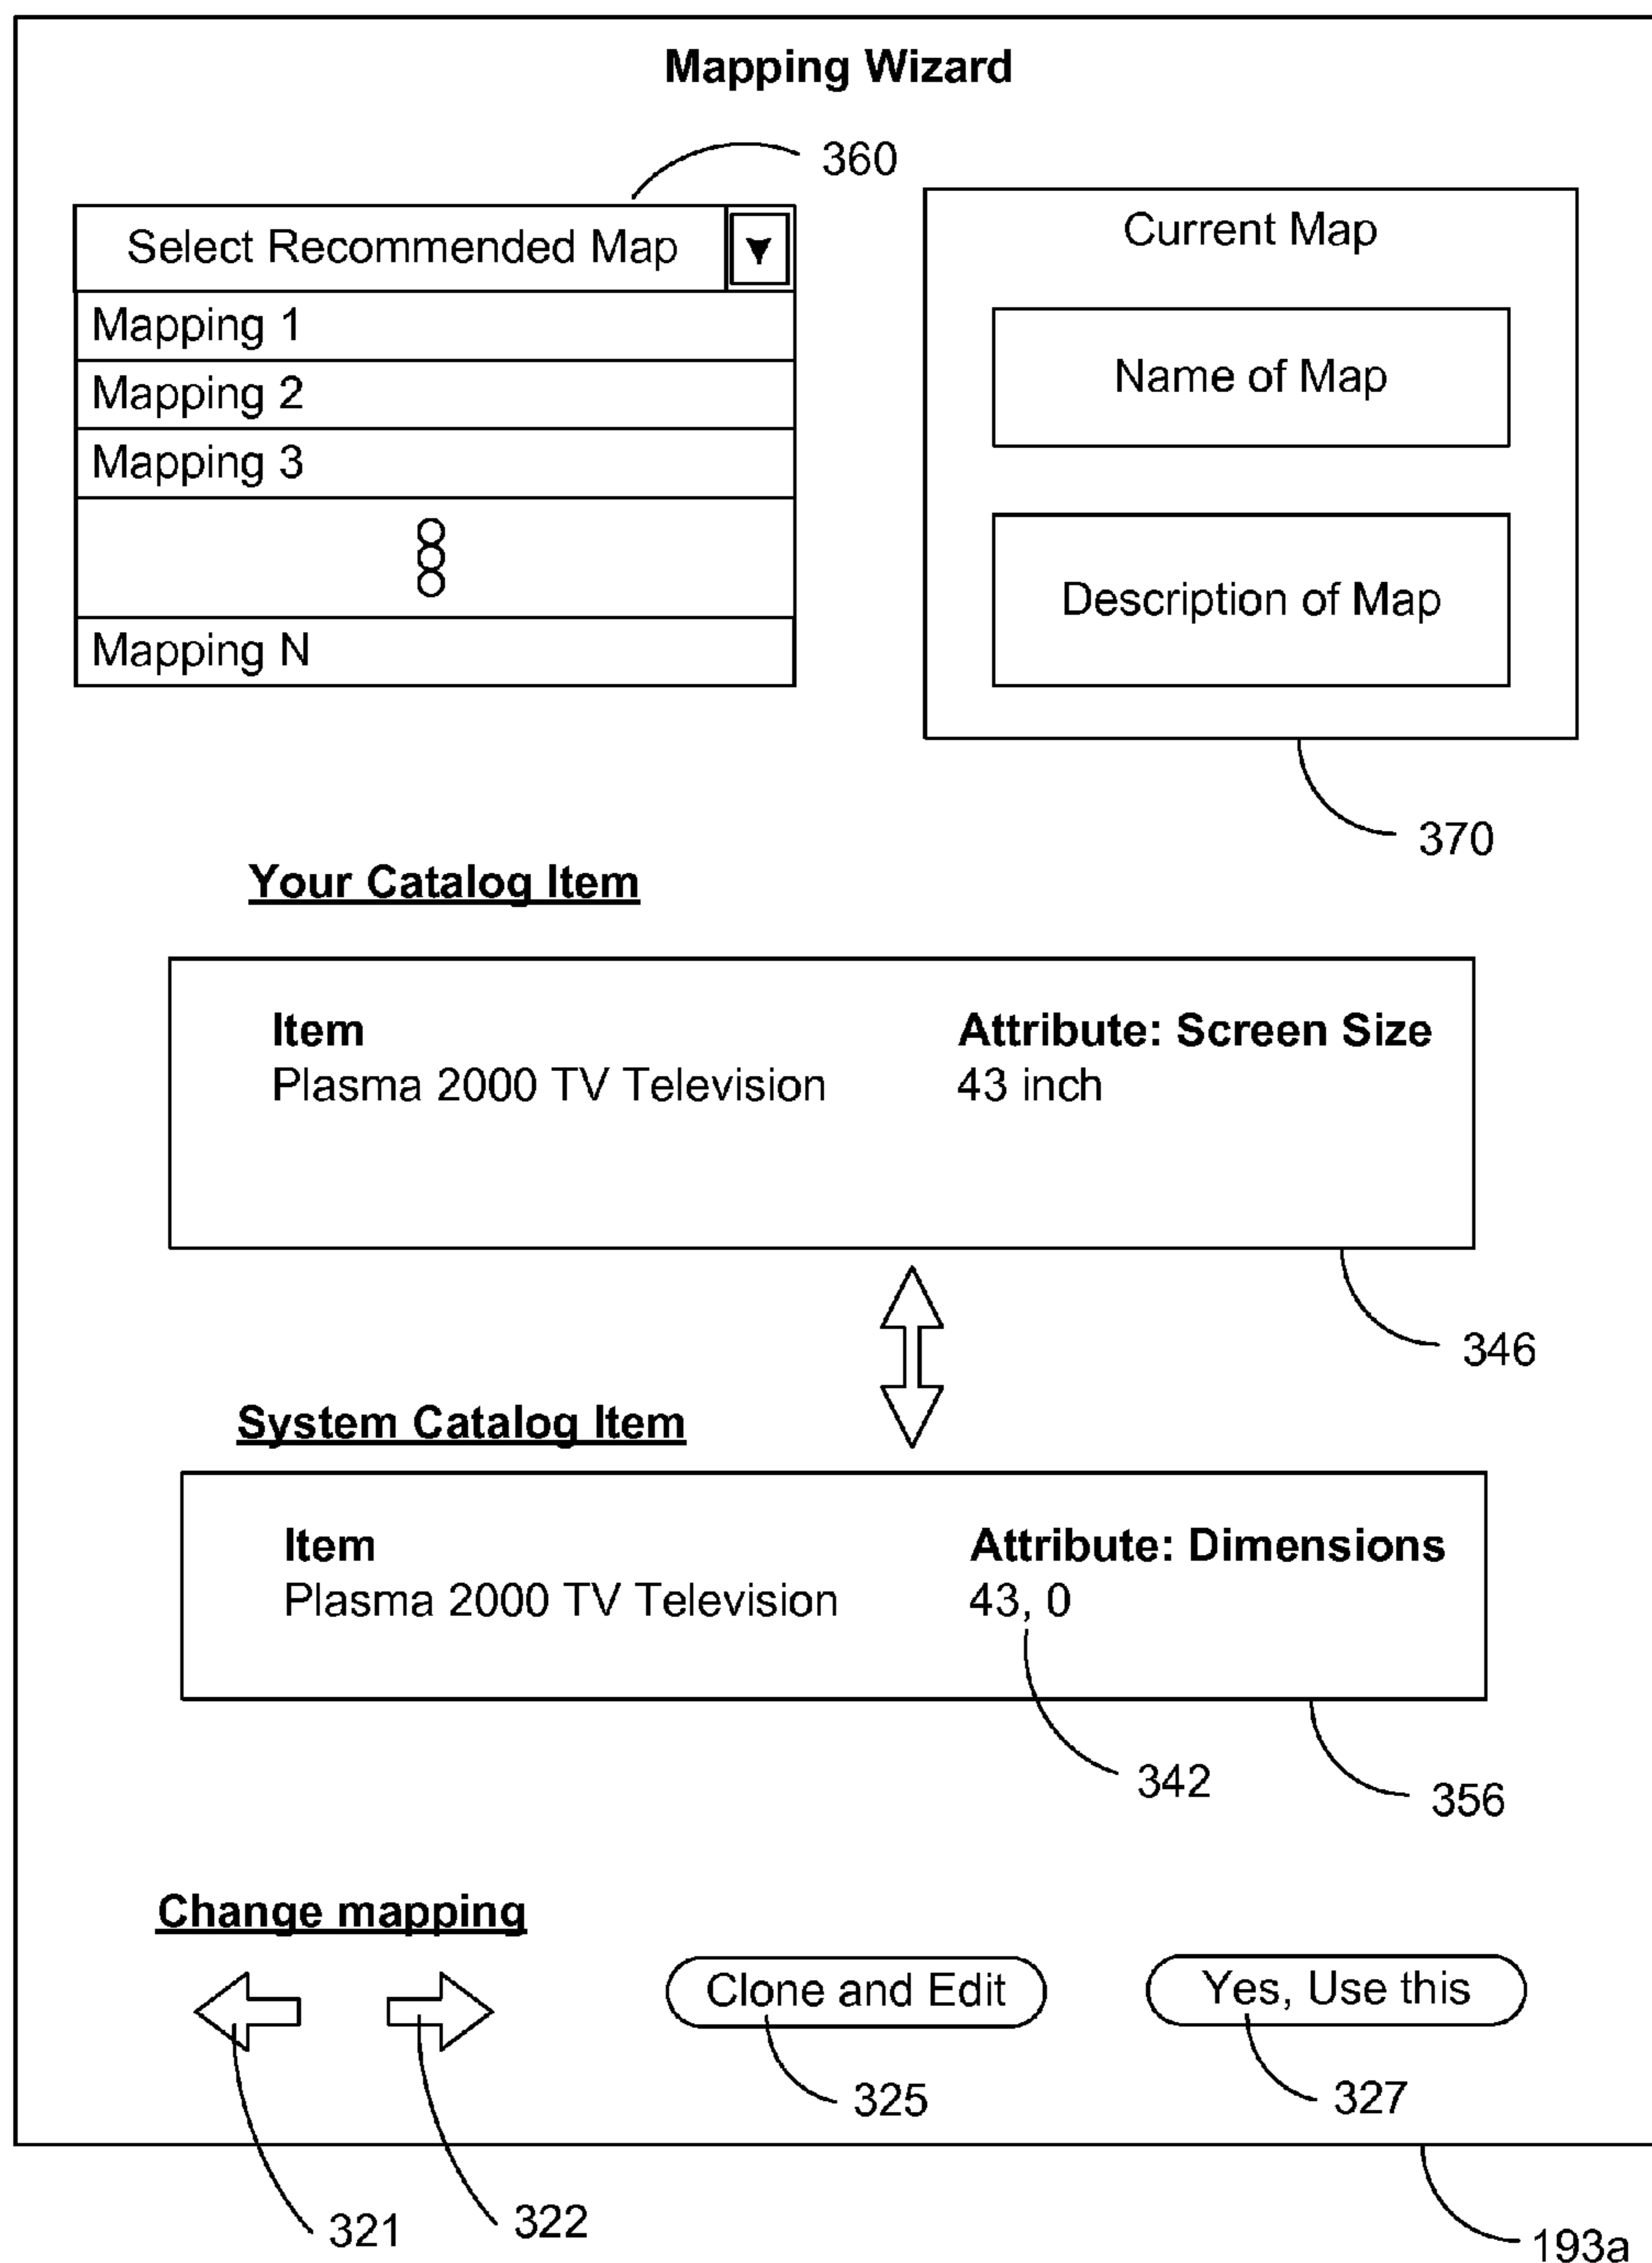 Mapping Wizard
360
Select Recommended Map
Mapping 1
Mapping 2
Mapping 3
Mapping N
Current Map
Name of Map
Description of Map
370
Your Catalog Item
Item Attribute: Screen Size
Plasma 2000 TV Television 43 inch
346
System Catalog Item
Item Attribute: Dimensions
Plasma 2000 TV Television 43, 0
342
356
Change mapping
Clone and Edit
Yes, Use this
325
327
321
322
193a